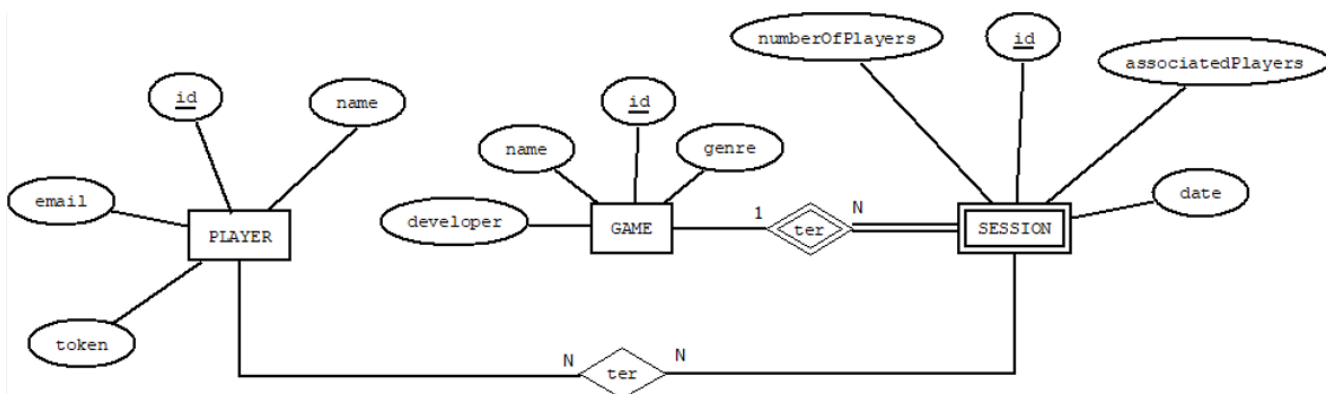 numberOfPlayers
id
associatedPlayers
id
name
id
name
genre
email
developer
date
PLAYER
GAME
1
ter
N
SESSION
token
N
ter
N